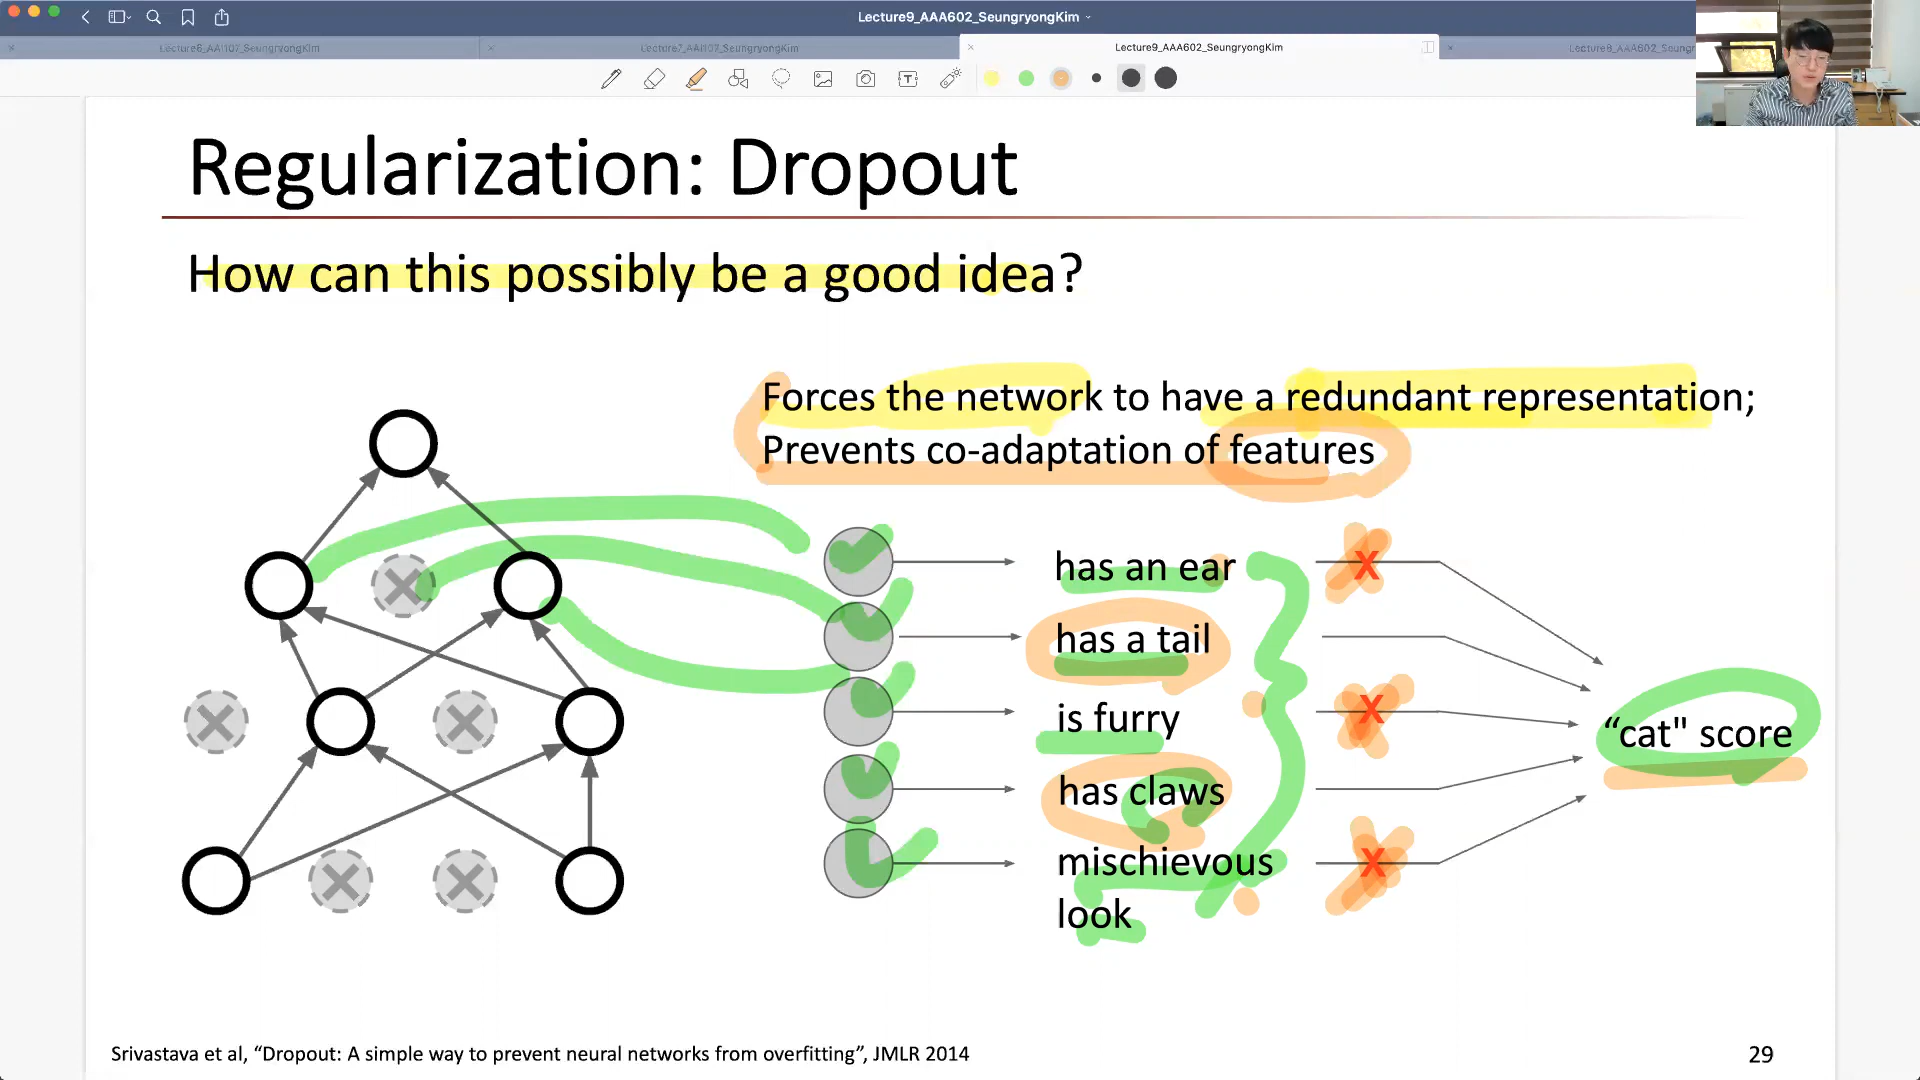 Lecture9_AAA602_SeungryongKim
Lecture6_AAI107_SeungryongKim
Lecture7_AAI107_SeungryongKim
Lecture9_AAA602_SeungryongKim
Lecture8_AAA602_Seungr
Regularization: Dropout
How can this possibly be a good idea?
Forces the network to have a redundant representation;
Prevents co-adaptation of features
has an ear
X
has a tail
is furry
X
“cat" score
has claws
mischievous
look
X
Srivastava et al, “Dropout: A simple way to prevent neural networks from overfitting”, JMLR 2014
29